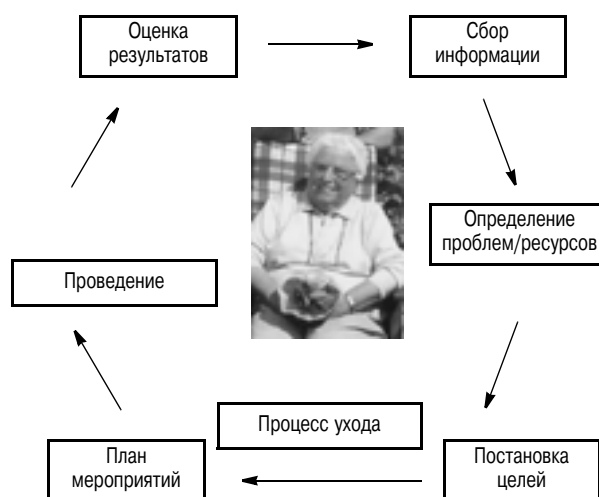 Оценка
результатов
Сбор
информации
Определение
проблем/ресурсов
Проведение
Процесс ухода
План
мероприятий
Постановка
целей